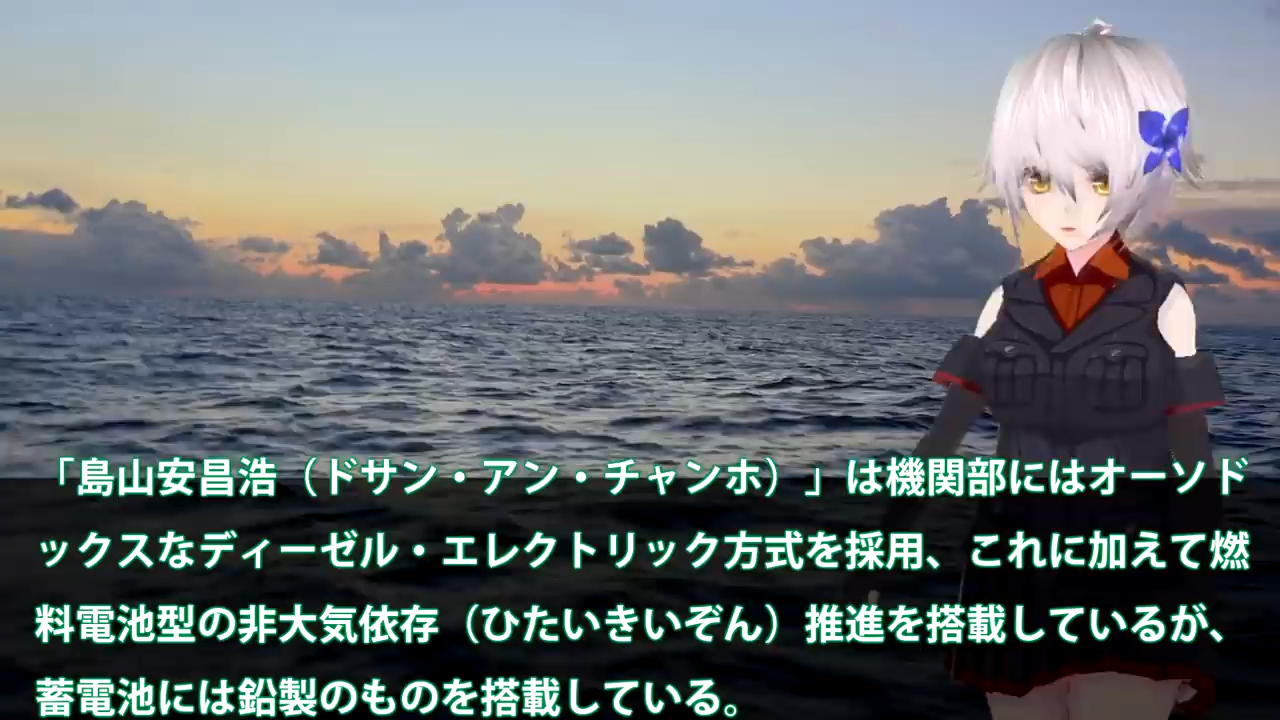 「島山安昌浩（ドサン・アン・チャンホ）」は機関部にはオーソド
ックスなディーゼル・エレクトリック方式を採用、これに加えて燃
料電池型の非大気依存（ひたいきいぞん）推進を搭載しているが、
蓄電池には鉛製のものを搭載している。